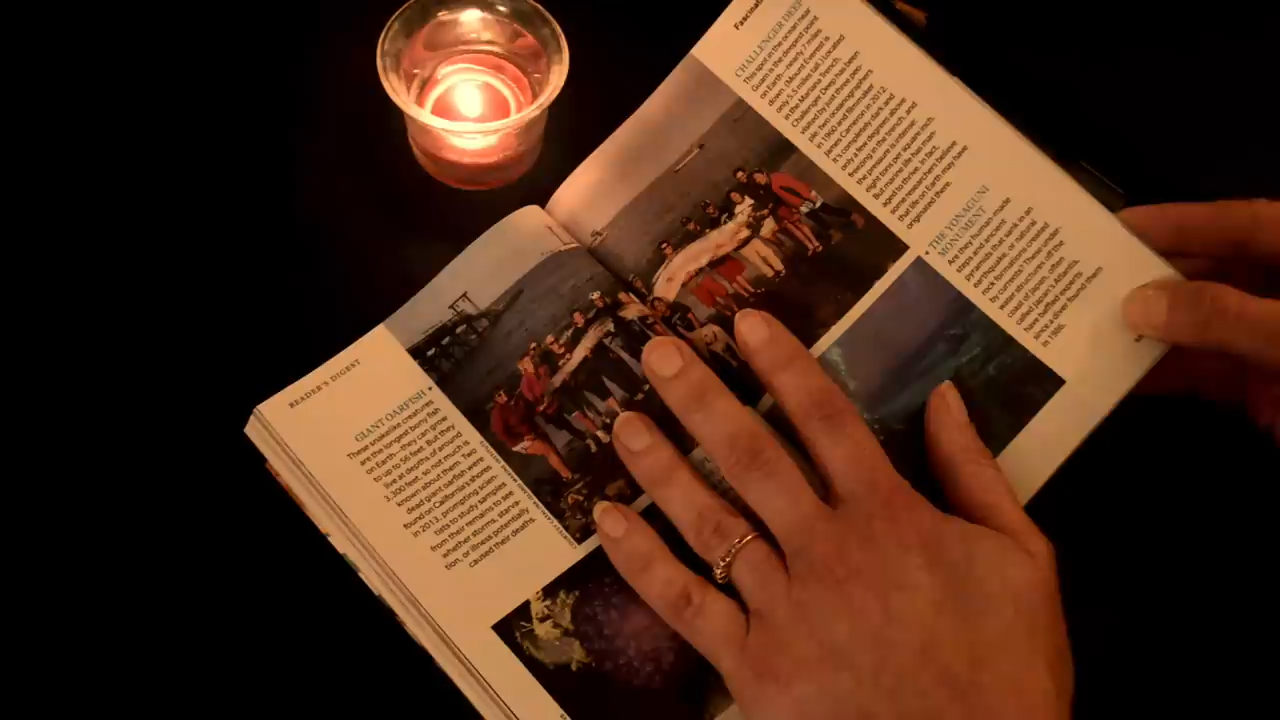 READER'S DIGEST
GIANT OARFISH
These snakelike creatures
are the longest bony fish
on Earth—they can grow
to up to 56 feet. But they
live at depths of around
3,300 feet, so not much is
known about them. Two
dead giant oarfish were
found on California's shores
in 2013, prompting scien-
tists to study samples
from their remains to see
whether storms, starva-
tion, or illness potentially
caused their deaths.
CHALLENGER DEEP
This spot in the ocean near
Guam is the deepest point
on Earth—nearly 7 miles
down. (Mount Everest is
only 5.5 miles tall.) Located
in the Mariana Trench,
Challenger Deep has been
visited by just three peo-
ple: two oceanographers
in 1960 and filmmaker
James Cameron in 2012.
It's completely dark and
only a few degrees above
freezing in the trench, and
the pressure is intense:
eight tons per square inch.
But marine life has man-
aged to thrive. In fact,
some researchers believe
that life on Earth may have
originated there.
THE YONAGUNI
MONUMENT
Are they human-made
steps and ancient
pyramids that sank in an
earthquake, or natural
rock formations created
by currents? These under-
water structures off the
coast of Japan, often
called Japan's Atlantis,
have baffled experts
since a diver found them
in 1986.